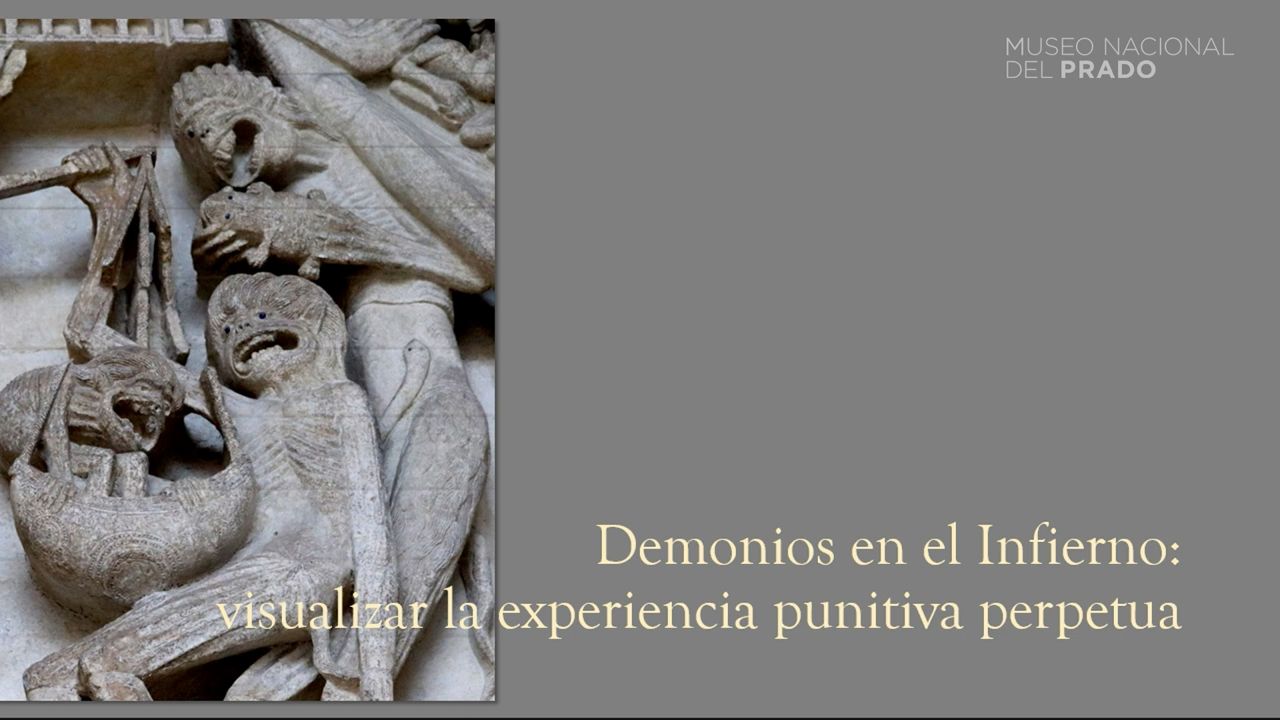 MUSEO NACIONAL
DEL PRADO
Demonios en el Infierno:
visualizar la experiencia punitiva perpetua